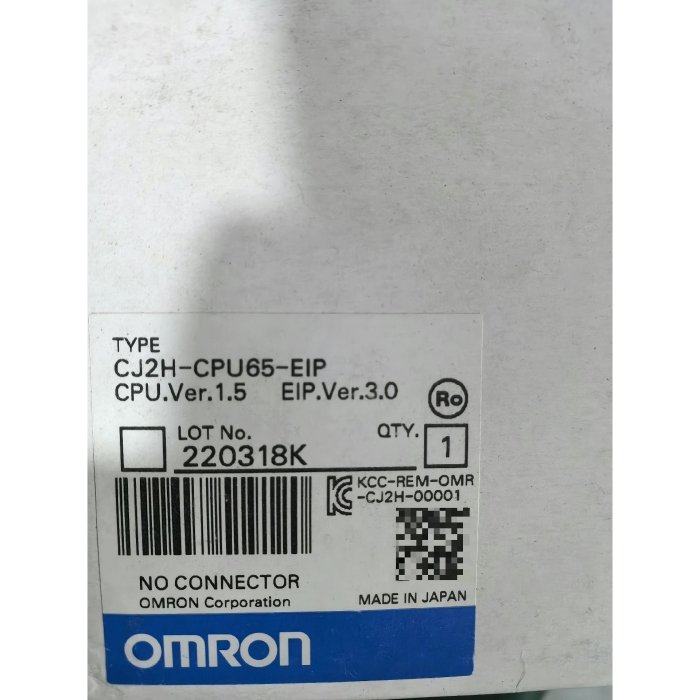 TYPE
CJ2H-CPU65-EIP
CPU.Ver.1.5 EIP.Ver.3.0
Ro
LOT No. QTY.
220318K 1
KCC-REM-OMR
-CJ2H-00001
NO CONNECTOR
OMRON Corporation MADE IN JAPAN
OMRON